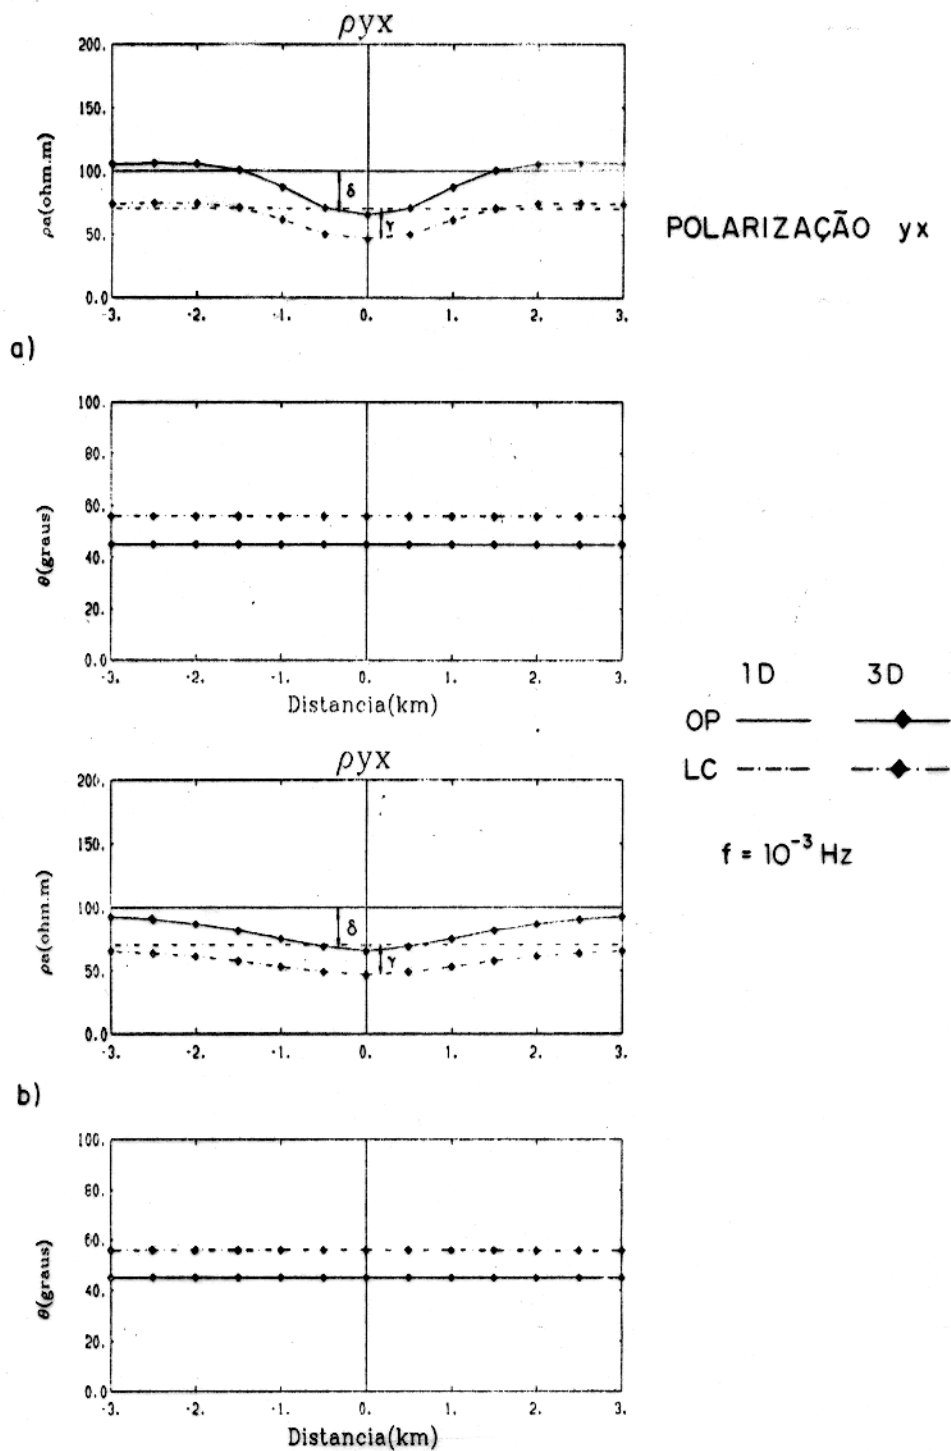 ρyx
200.
150.
100.
50.
0.0
ρa(ohm.m)
δ
γ
-3. -2. -1. 0. 1. 2. 3.
POLARIZAÇÃO yx
a)
100.
80.
60.
40.
20.
0.0
θ(graus)
-3. -2. -1. 0. 1. 2. 3.
Distancia(km)
1D 3D
OP
LC
f = 10⁻³ Hz
ρyx
200.
150.
100.
50.
0.0
ρa(ohm.m)
δ
γ
-3. -2. -1. 0. 1. 2. 3.
b)
100.
80.
60.
40.
20.
0.0
θ(graus)
-3. -2. -1. 0. 1. 2. 3.
Distancia(km)